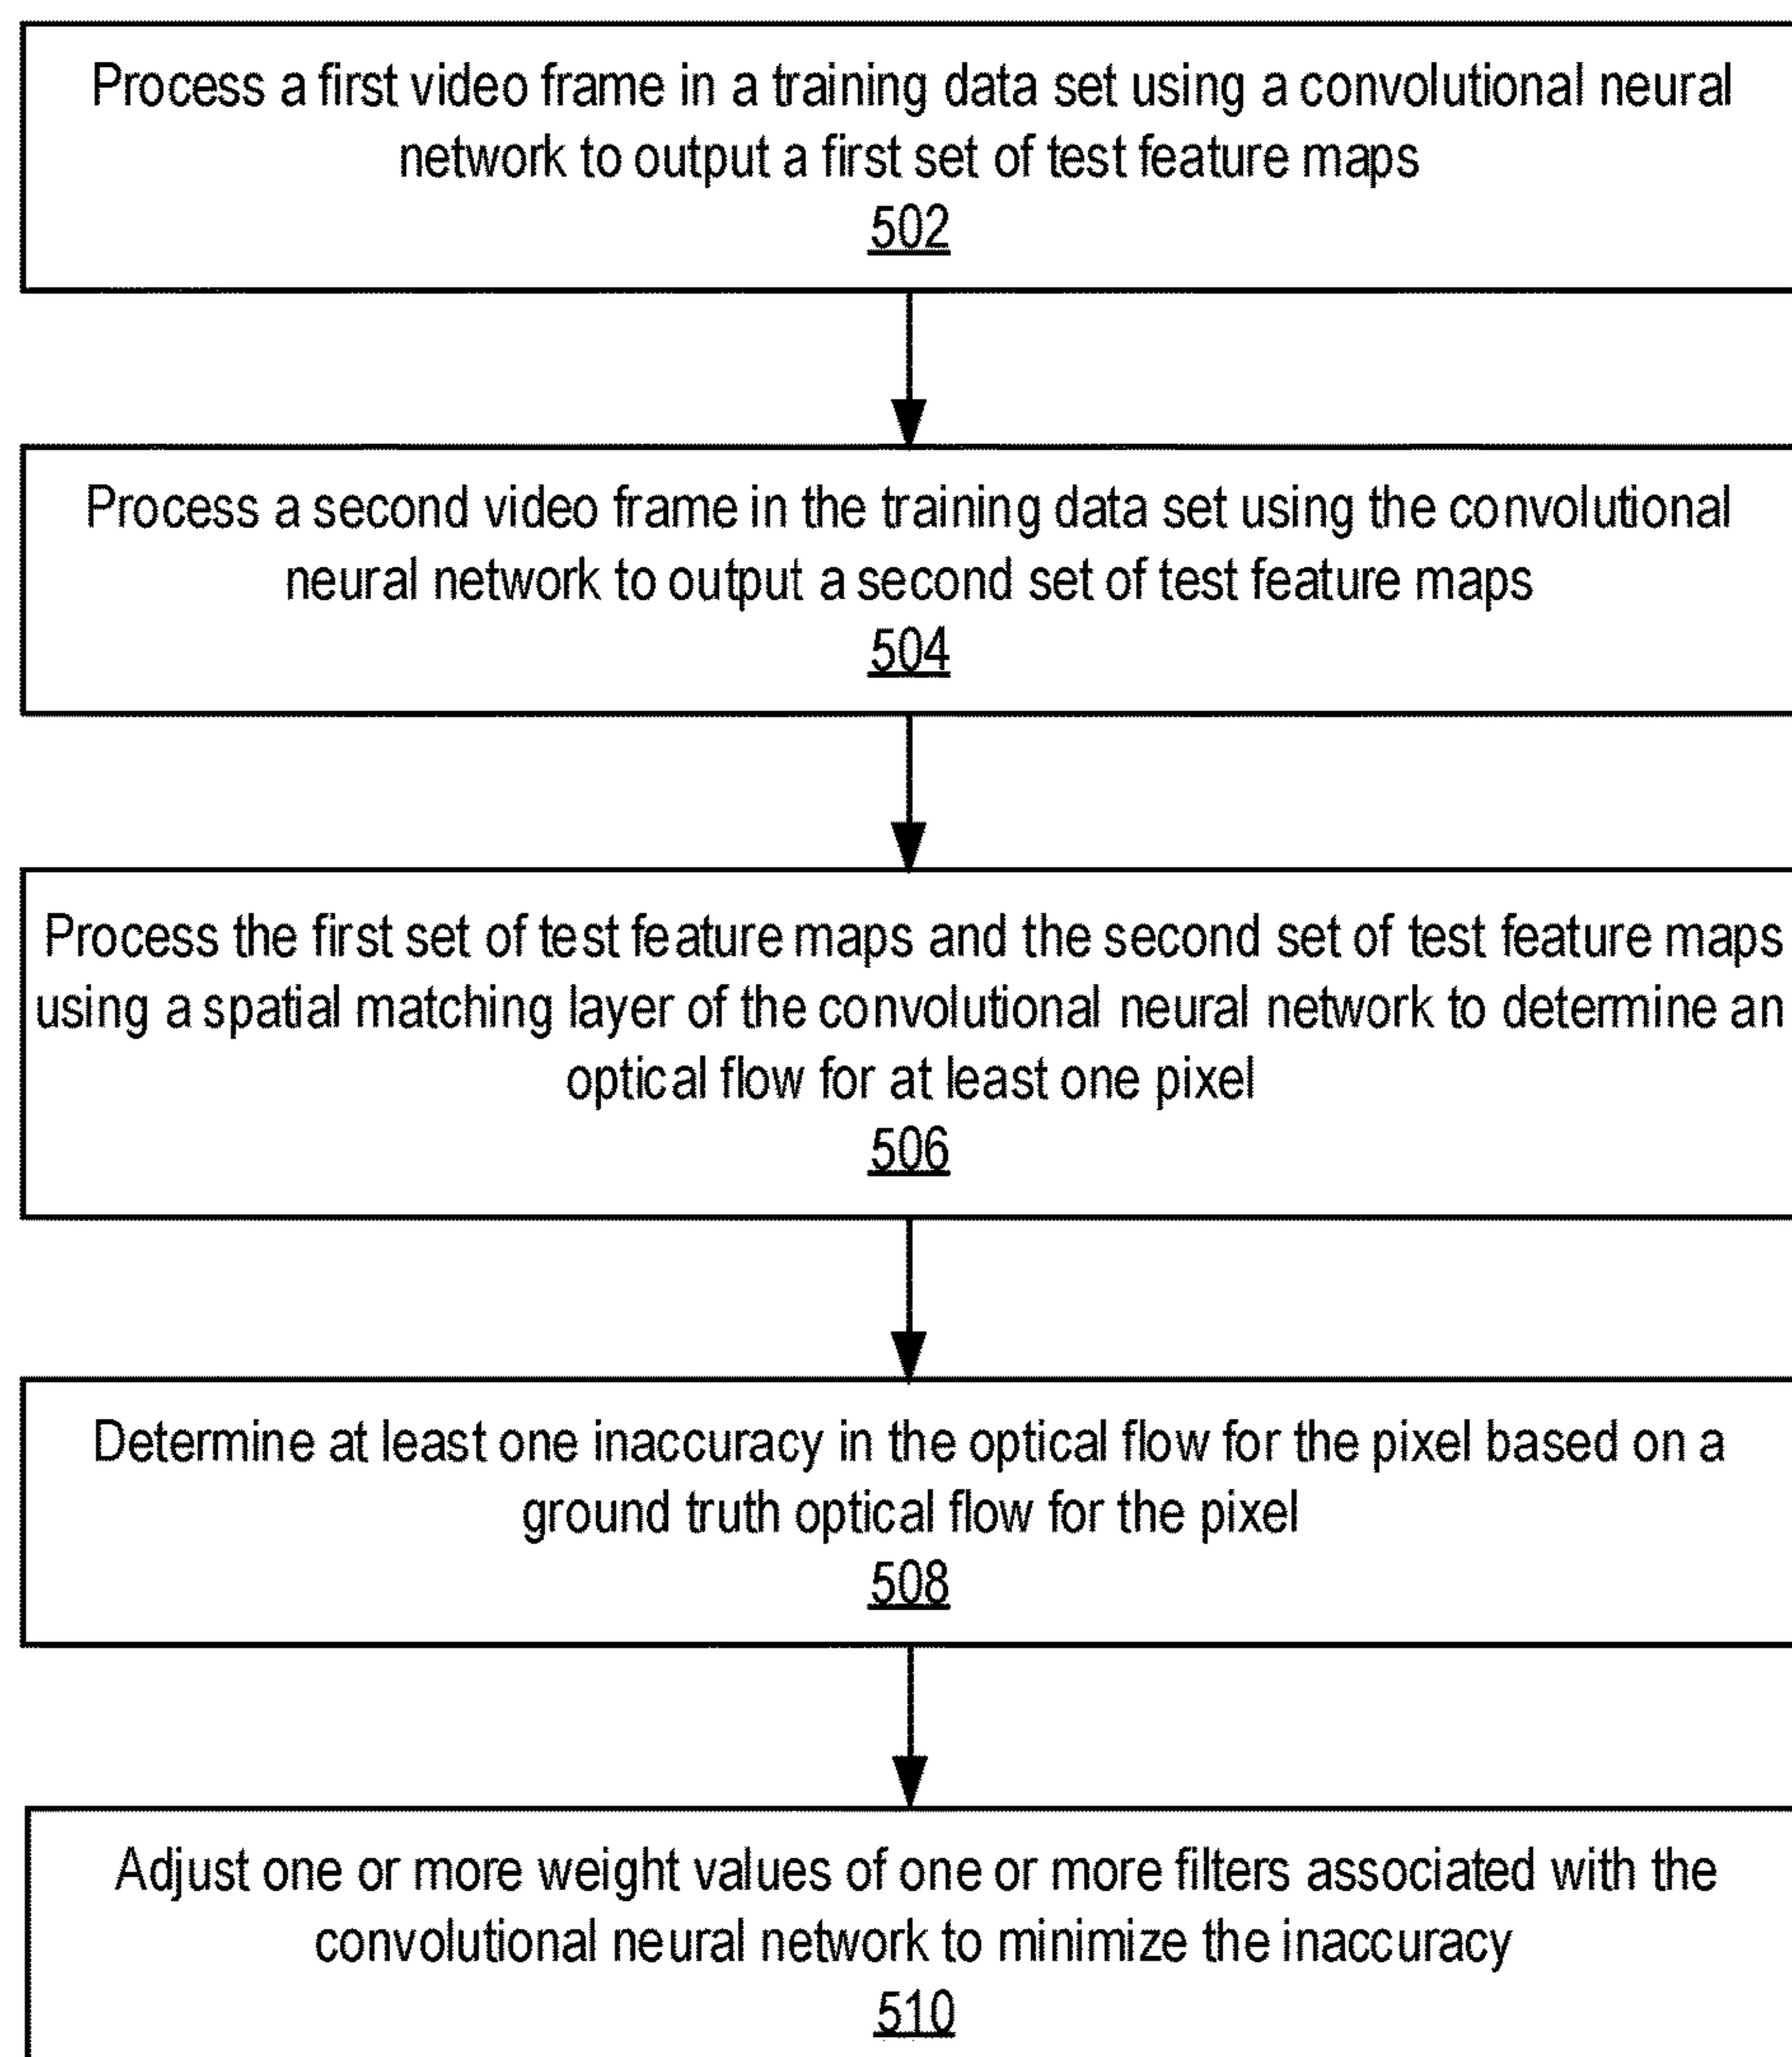 Process a first video frame in a training data set using a convolutional neural
network to output a first set of test feature maps
502
Process a second video frame in the training data set using the convolutional
neural network to output a second set of test feature maps
504
Process the first set of test feature maps and the second set of test feature maps
using a spatial matching layer of the convolutional neural network to determine an
optical flow for at least one pixel
506
Determine at least one inaccuracy in the optical flow for the pixel based on a
ground truth optical flow for the pixel
508
Adjust one or more weight values of one or more filters associated with the
convolutional neural network to minimize the inaccuracy
510